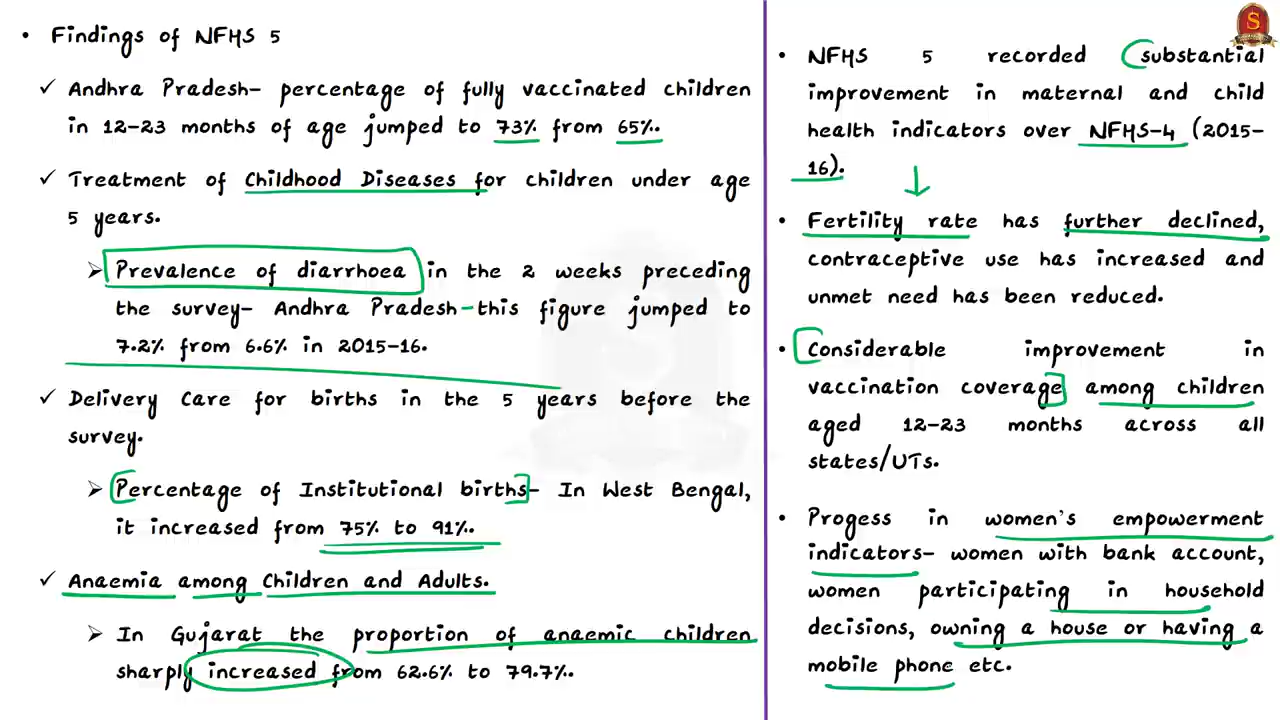 • Findings of NFHS 5
✓ Andhra Pradesh- percentage of fully vaccinated children
in 12-23 months of age jumped to 73% from 65%.
✓ Treatment of Childhood Diseases for children under age
5 years.
➢ Prevalence of diarrhoea in the 2 weeks preceding
the survey- Andhra Pradesh-this figure jumped to
7.2% from 6.6% in 2015-16.
✓ Delivery Care for births in the 5 years before the
survey.
➢ Percentage of Institutional births- In West Bengal,
it increased from 75% to 91%.
✓ Anaemia among Children and Adults.
➢ In Gujarat the proportion of anaemic children
sharply increased from 62.6% to 79.7%.
• NFHS 5 recorded substantial
improvement in maternal and child
health indicators over NFHS-4 (2015-
16).
• Fertility rate has further declined,
contraceptive use has increased and
unmet need has been reduced.
• Considerable improvement in
vaccination coverage among children
aged 12-23 months across all
states/UTs.
• Progess in women's empowerment
indicators- women with bank account,
women participating in household
decisions, owning a house or having a
mobile phone etc.